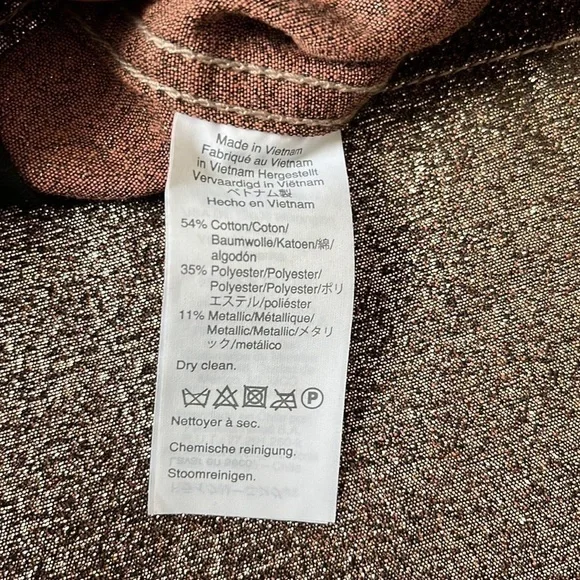 Made in Vietnam
Fabriqué au Vietnam
in Vietnam Hergestellt
Vervaardigd in Viëtnam
ベトナム製
Hecho en Vietnam
54% Cotton/Coton/
Baumwolle/Katoen/綿/
algodón
35% Polyester/Polyester/
Polyester/Polyester/ポリ
エステル/poliéster
11% Metallic/Métallique/
Metallic/Metallic/メタリ
ック/metálico
Dry clean.
P
Nettoyer à sec.
Chemische reinigung.
Stoomreinigen.